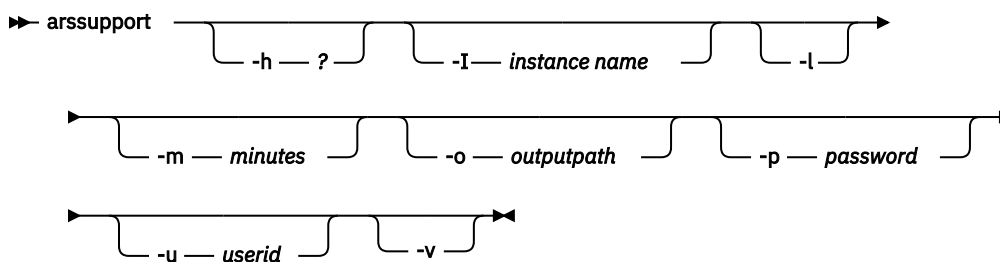 arssupport
-h ? -I instance name -l
-m minutes -o outputpath -p password
-u userid -v